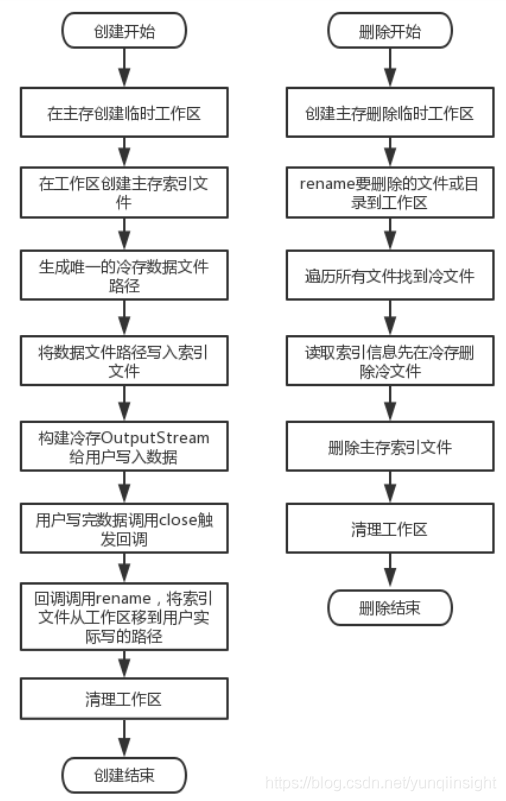 创建开始
在主存创建临时工作区
在工作区创建主存索引文
件
生成唯一的冷存数据文件
路径
将数据文件路径写入索引
文件
构建冷存OutputStream
给用户写入数据
用户写完数据调用close触
发回调
回调调用rename，将索引
文件从工作区移到用户实
际写的路径
清理工作区
创建结束
删除开始
创建主存删除临时工作区
rename要删除的文件或目
录到工作区
遍历所有文件找到冷文件
读取索引信息先在冷存删
除冷文件
删除主存索引文件
清理工作区
删除结束
https://blog.csdn.net/yunqiinsight